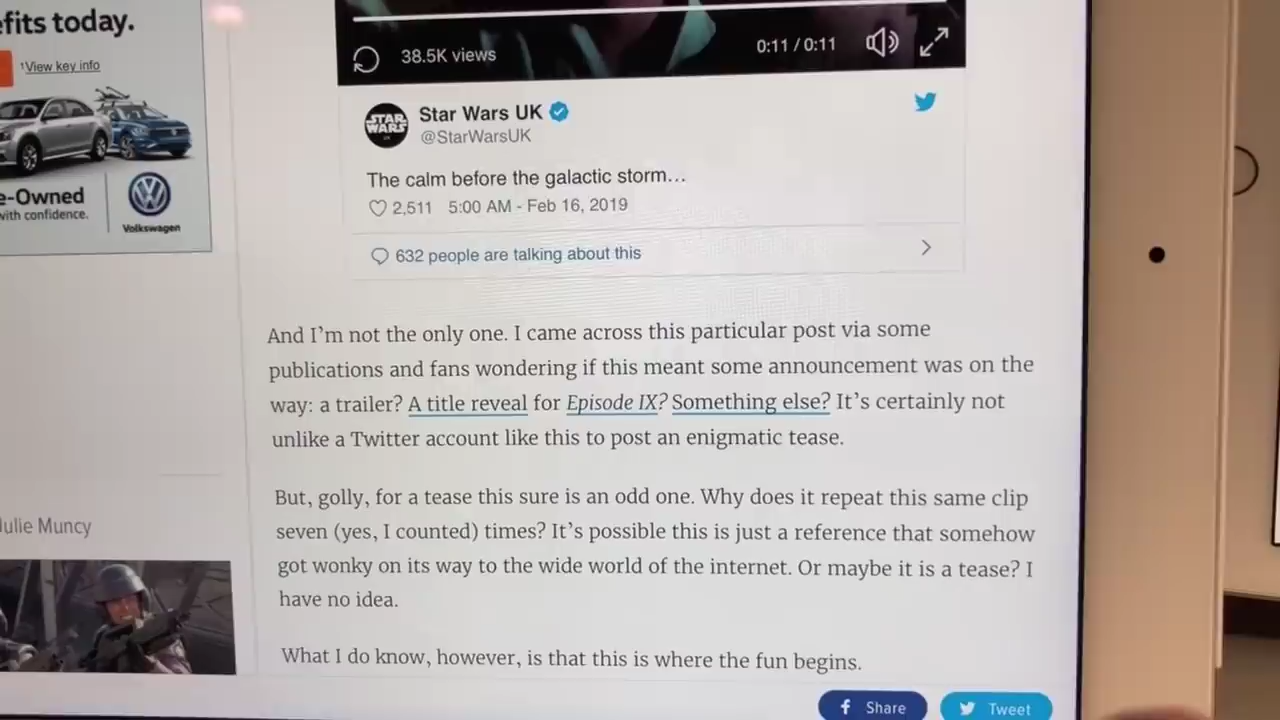 efits today.
†View key info
e-Owned
with confidence.
Volkswagen
38.5K views
0:11 / 0:11
STAR WARS
Star Wars UK
@StarWarsUK
The calm before the galactic storm...
2,511 5:00 AM - Feb 16, 2019
632 people are talking about this
And I'm not the only one. I came across this particular post via some
publications and fans wondering if this meant some announcement was on the
way: a trailer? A title reveal for Episode IX? Something else? It's certainly not
unlike a Twitter account like this to post an enigmatic tease.
But, golly, for a tease this sure is an odd one. Why does it repeat this same clip
seven (yes, I counted) times? It's possible this is just a reference that somehow
got wonky on its way to the wide world of the internet. Or maybe it is a tease? I
have no idea.
What I do know, however, is that this is where the fun begins.
Julie Muncy
Share
Tweet